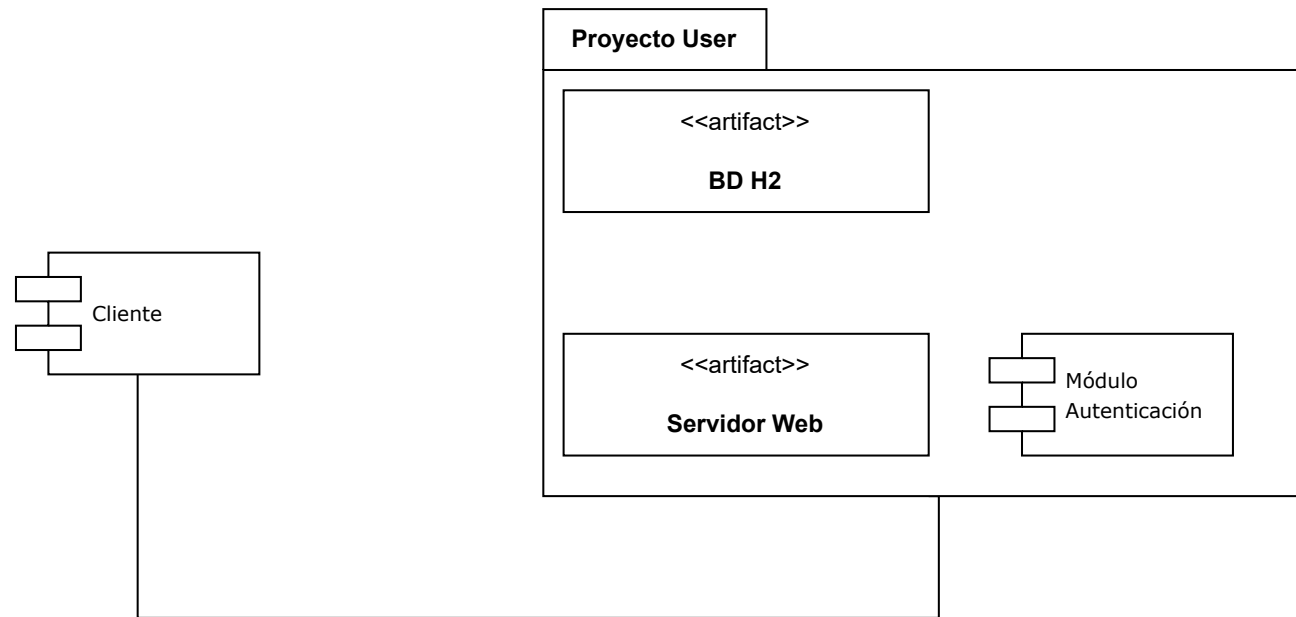 Proyecto User
<<artifact>>
BD H2
Cliente
<<artifact>>
Servidor Web
Módulo
Autenticación